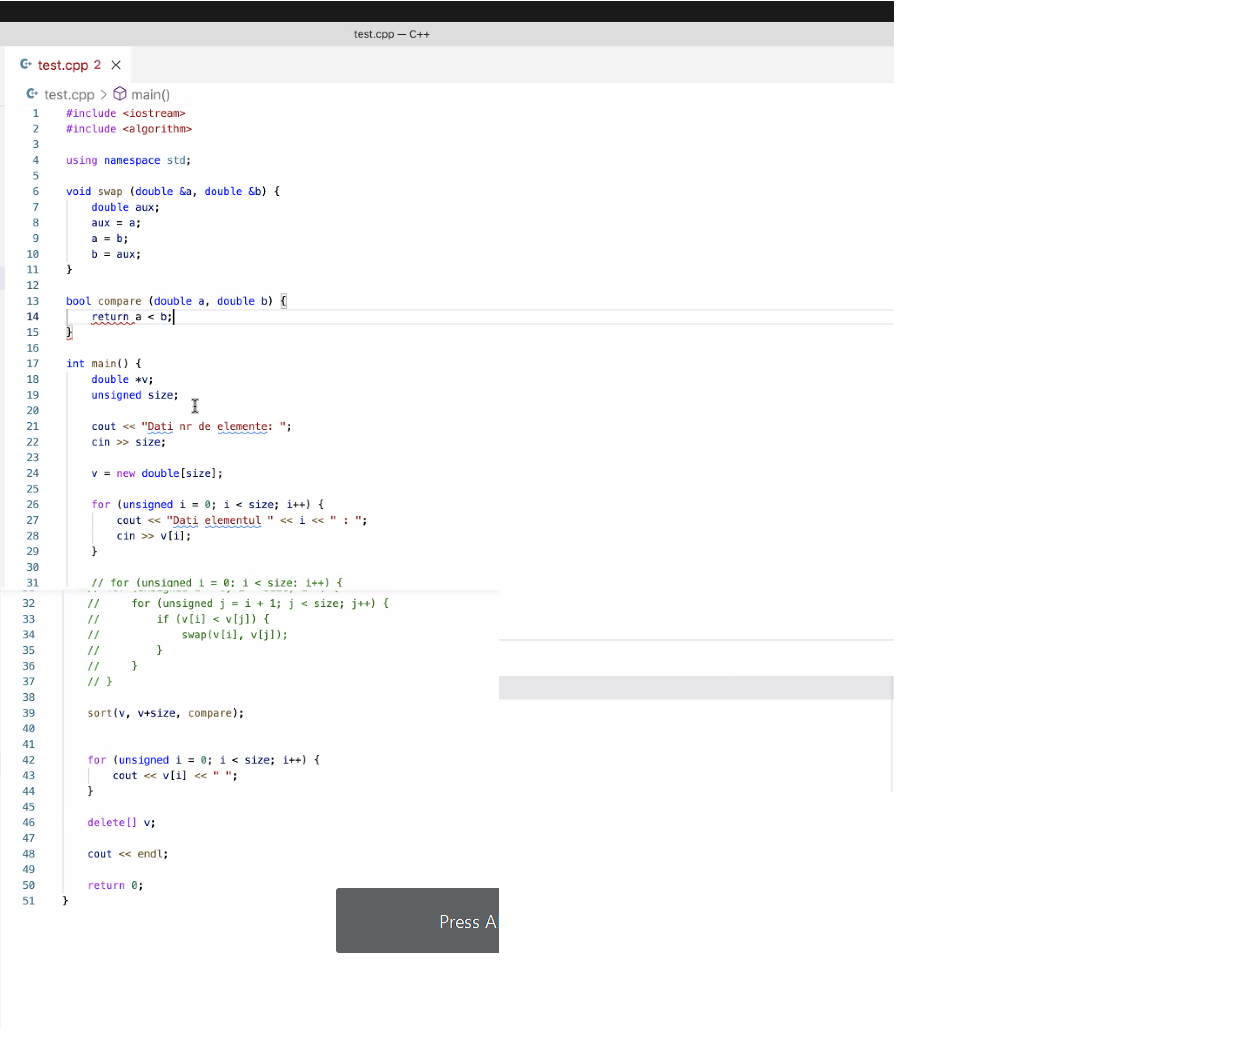 test.cpp — C++
test.cpp 2
test.cpp > main()
1 #include <iostream>
2 #include <algorithm>
3
4 using namespace std;
5
6 void swap (double &a, double &b) {
7 double aux;
8 aux = a;
9 a = b;
10 b = aux;
11 }
12
13 bool compare (double a, double b) {
14 return a < b;
15 }
16
17 int main() {
18 double *v;
19 unsigned size;
20
21 cout << "Dati nr de elemente: ";
22 cin >> size;
23
24 v = new double[size];
25
26 for (unsigned i = 0; i < size; i++) {
27 cout << "Dati elementul " << i << " : ";
28 cin >> v[i];
29 }
30
31 // for (unsigned i = 0; i < size; i++) {
32 // for (unsigned j = i + 1; j < size; j++) {
33 // if (v[i] < v[j]) {
34 // swap(v[i], v[j]);
35 // }
36 // }
37 // }
38
39 sort(v, v+size, compare);
40
41
42 for (unsigned i = 0; i < size; i++) {
43 cout << v[i] << " ";
44 }
45
46 delete[] v;
47
48 cout << endl;
49
50 return 0;
51 }
Press A